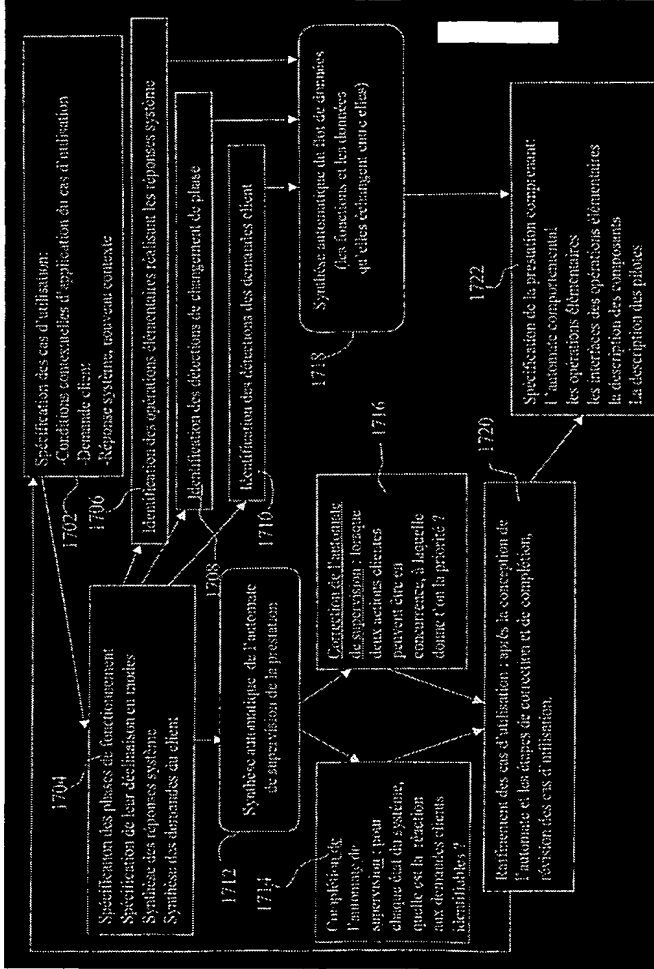 Spécification des cas d'utilisation:
-Conditions contextuelles d'application du cas d'utilisation
-Demande client
-Réponse système, nouveau contexte
1702
1706
Identification des opérations élémentaires réalisant les réponses système
Identification des détections de changement de phase
1708
Identification des détections des demandes client
1710
1704
Spécification des phases de fonctionnement
Spécification de leur déclinaison en modes
Synthèse des réponses système
Synthèse des demandes du client
Synthèse automatique de l'automate
de supervision de la prestation
1712
Synthèse automatique du flot de données
(les fonctions et les données
qu'elles échangent entre elles)
1718
1714
Complétion de
l'automate de
supervision : pour
chaque état du système,
quelle est la réaction
aux demandes clients
identifiables ?
Correction de l'automate
de supervision : lorsque
deux actions clientes
peuvent être en
concurrence, à laquelle
donne t'on la priorité ?
1716
1720
Raffinement des cas d'utilisation : après la conception de
l'automate et les étapes de correction et de complétion,
révision des cas d'utilisation.
1722
Spécification de la prestation comprenant:
l'automate comportemental
les opérations élémentaires
les interfaces des opérations élémentaires
la description des composants
La description des pilotes